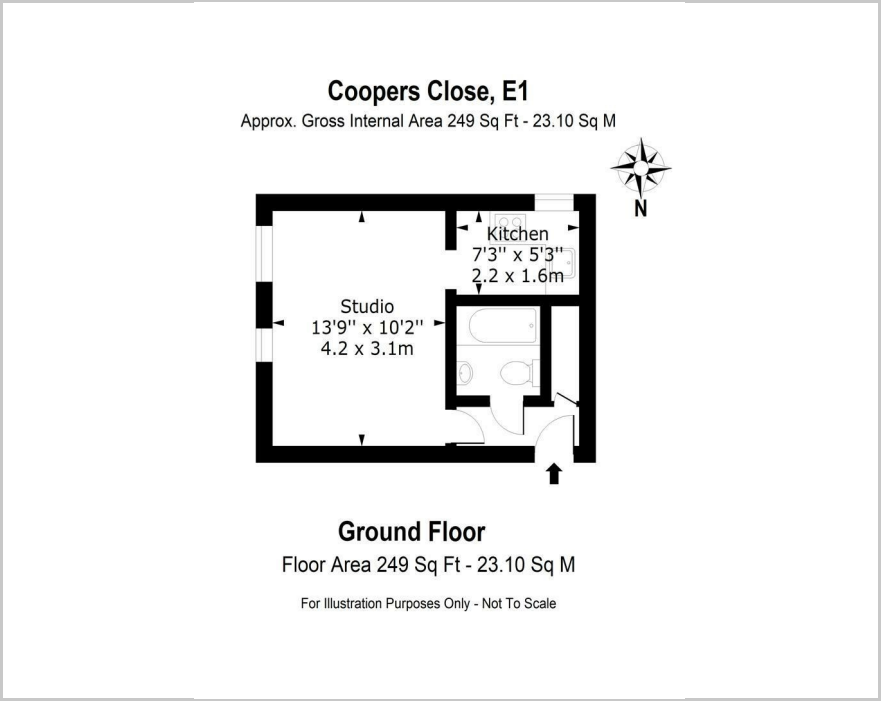 Coopers Close, E1
Approx. Gross Internal Area 249 Sq Ft - 23.10 Sq M
N
Kitchen
7'3'' x 5'3''
2.2 x 1.6m
Studio
13'9'' x 10'2''
4.2 x 3.1m
Ground Floor
Floor Area 249 Sq Ft - 23.10 Sq M
For Illustration Purposes Only - Not To Scale